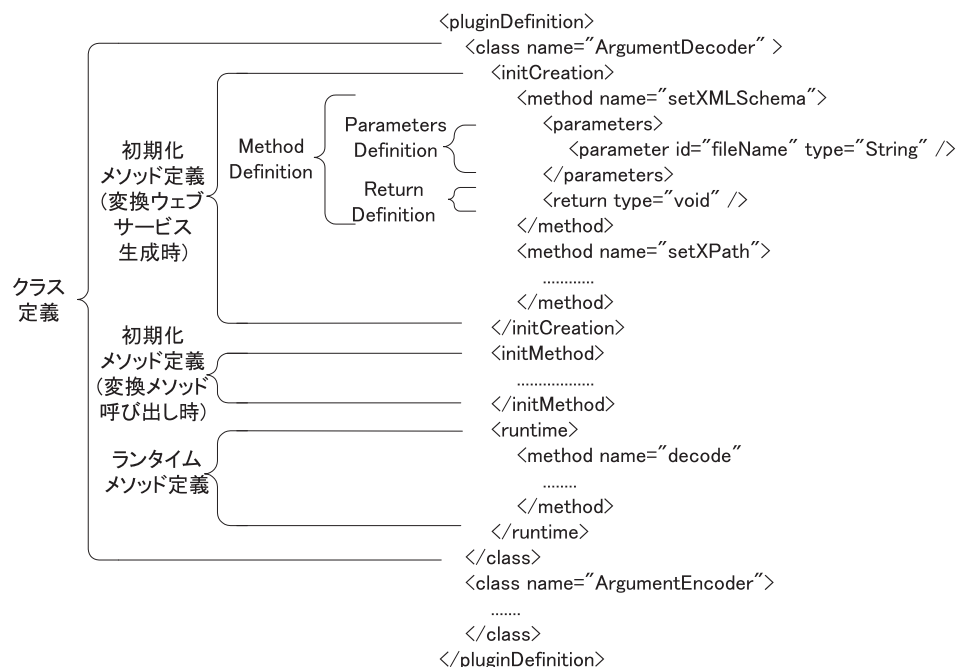 <pluginDefinition>
<class name="ArgumentDecoder" >
<initCreation>
<method name="setXMLSchema">
<parameters>
<parameter id="fileName" type="String" />
</parameters>
<return type="void" />
</method>
<method name="setXPath">
............
</method>
</initCreation>
<initMethod>
..................
</initMethod>
<runtime>
<method name="decode"
........
</method>
</runtime>
</class>
<class name="ArgumentEncoder">
.......
</class>
</pluginDefinition>
クラス
定義
初期化
メソッド定義
(変換ウェブ
サービス
生成時)
Method
Definition
Parameters
Definition
Return
Definition
初期化
メソッド定義
(変換メソッド
呼び出し時)
ランタイム
メソッド定義